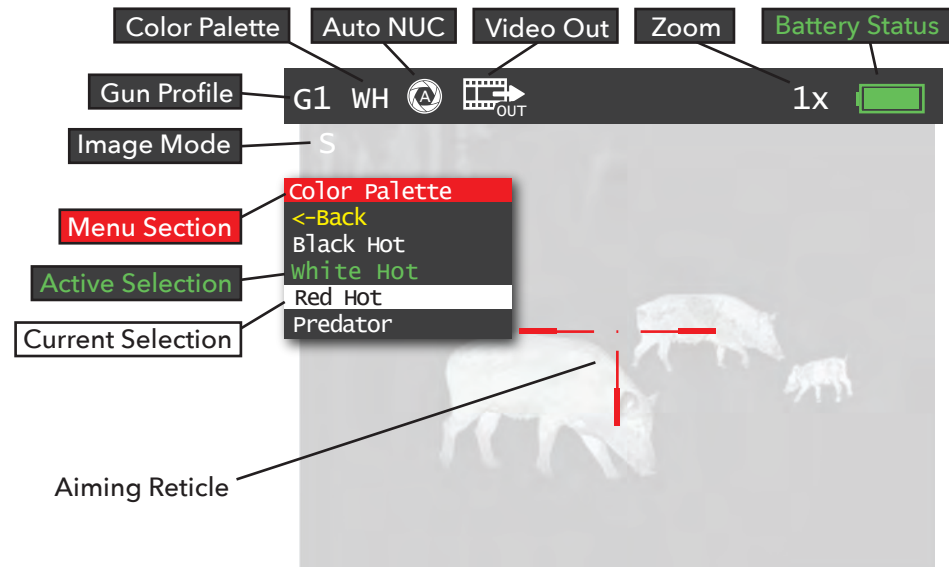 Color Palette
Auto NUC
Video Out
Zoom
Battery Status
Gun Profile
G1 WH A OUT 1x
Image Mode
S
Menu Section
Color Palette
<-Back
Black Hot
Active Selection
White Hot
Current Selection
Red Hot
Predator
Aiming Reticle